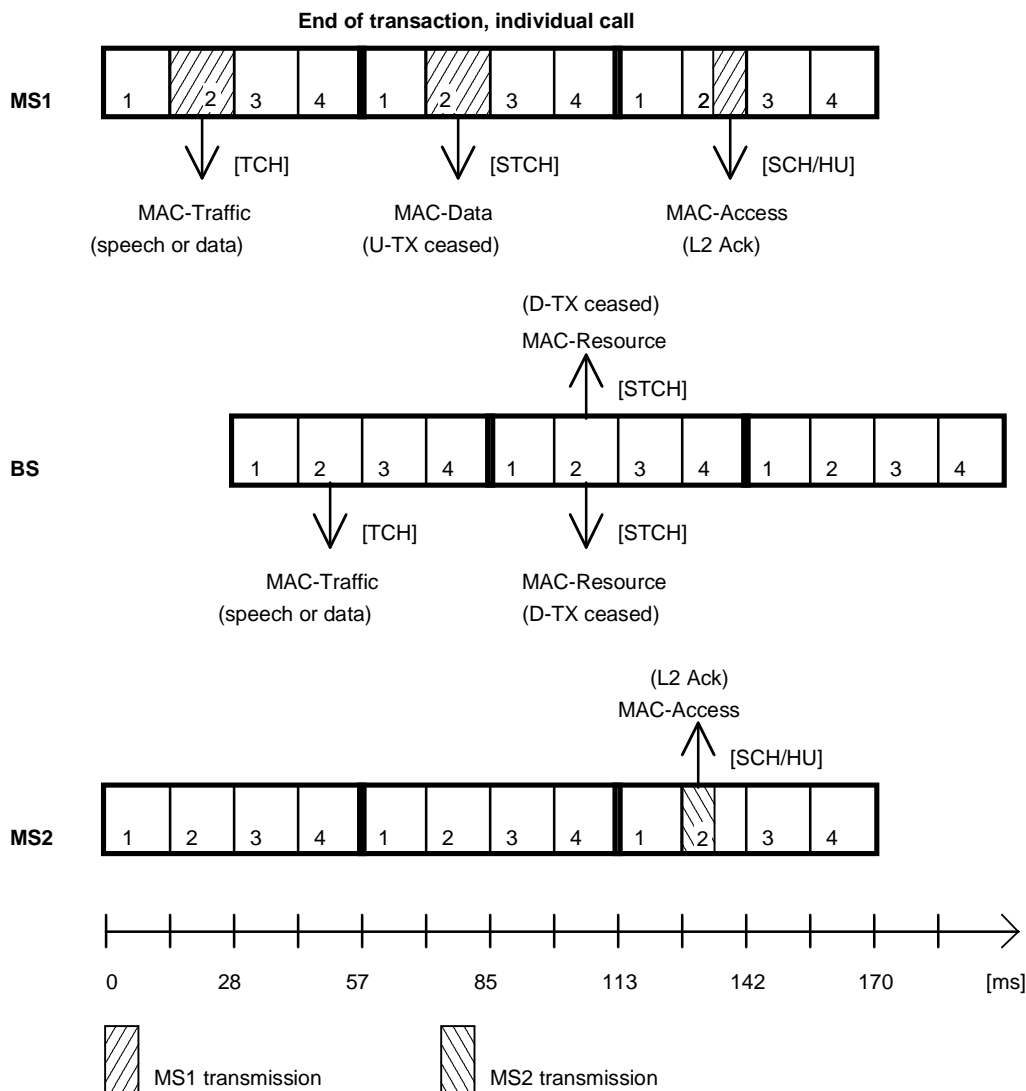 End of transaction, individual call
MS1
1 2 3 4 1 2 3 4 1 2 3 4
[TCH] [STCH] [SCH/HU]
MAC-Traffic MAC-Data MAC-Access
(speech or data) (U-TX ceased) (L2 Ack)
(D-TX ceased)
MAC-Resource
[STCH]
BS
1 2 3 4 1 2 3 4 1 2 3 4
[TCH] [STCH]
MAC-Traffic MAC-Resource
(speech or data) (D-TX ceased)
(L2 Ack)
MAC-Access
[SCH/HU]
MS2
1 2 3 4 1 2 3 4 1 2 3 4
0 28 57 85 113 142 170 [ms]
MS1 transmission MS2 transmission